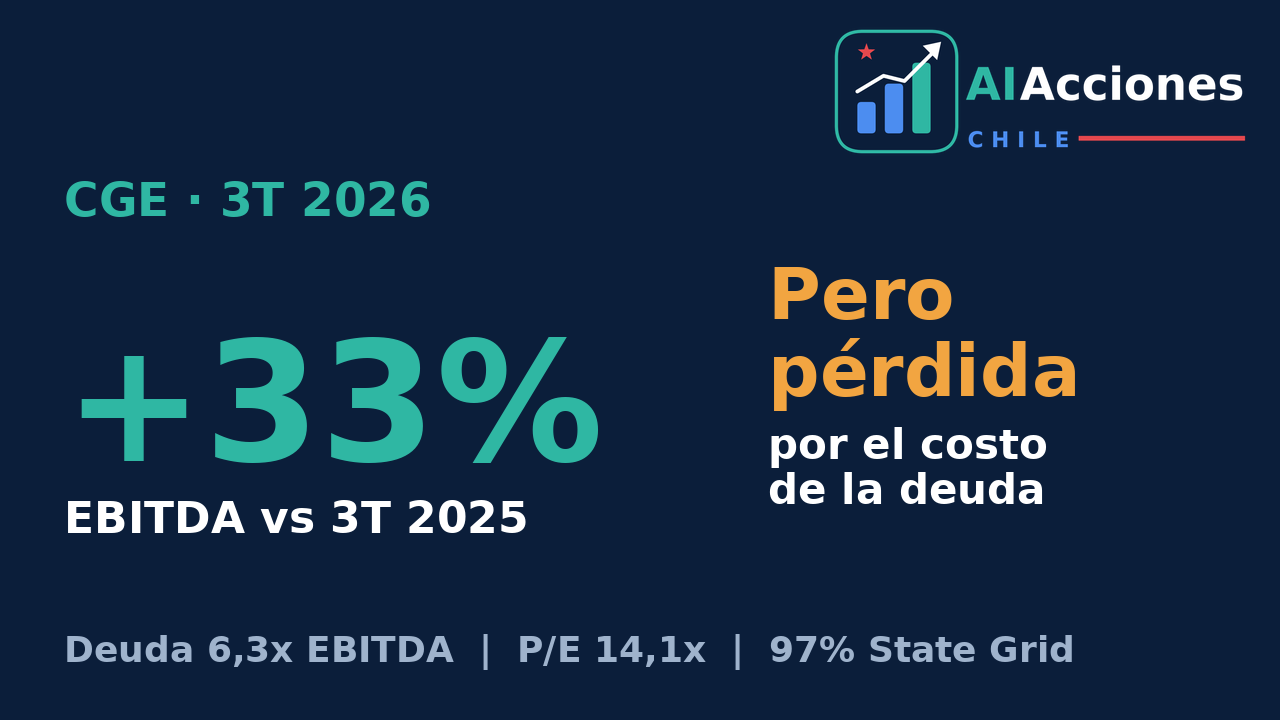 AIAcciones
CHILE
CGE · 3T 2026
+33%
EBITDA vs 3T 2025
Pero
pérdida
por el costo
de la deuda
Deuda 6,3x EBITDA | P/E 14,1x | 97% State Grid